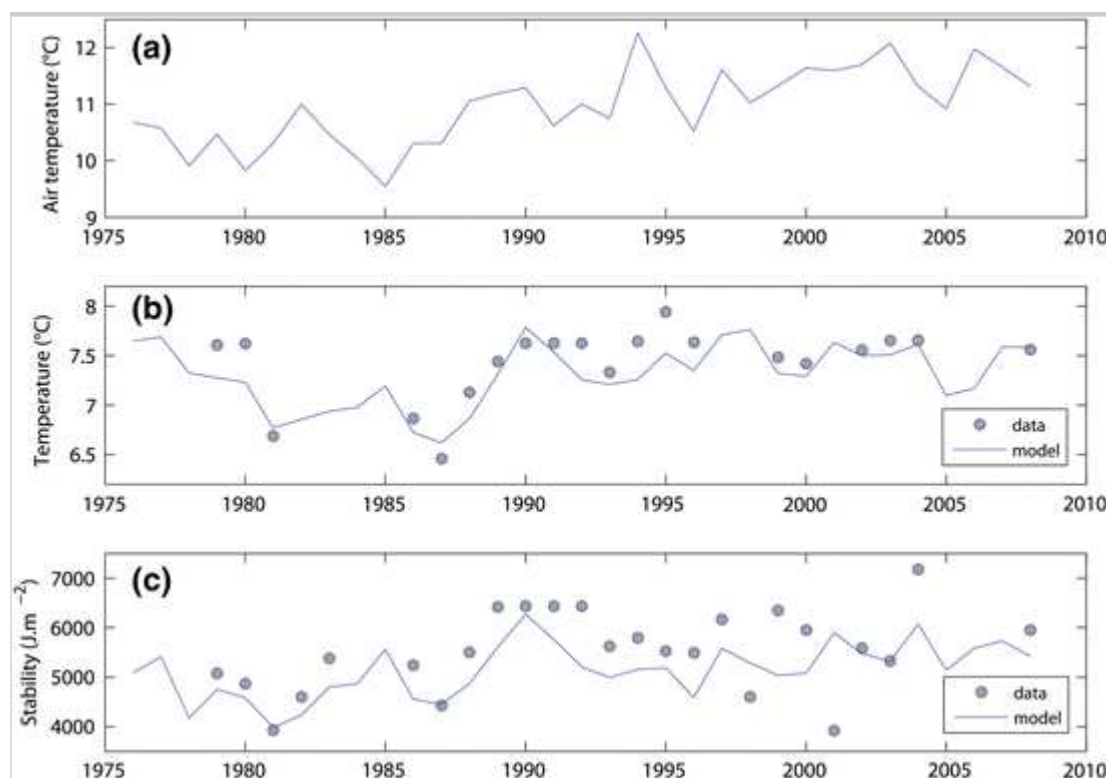 (a)
Air temperature (°C)
12
11
10
9
1975 1980 1985 1990 1995 2000 2005 2010
(b)
Temperature (°C)
8
7.5
7
6.5
data
model
1975 1980 1985 1990 1995 2000 2005 2010
(c)
Stability (J.m⁻²)
7000
6000
5000
4000
data
model
1975 1980 1985 1990 1995 2000 2005 2010